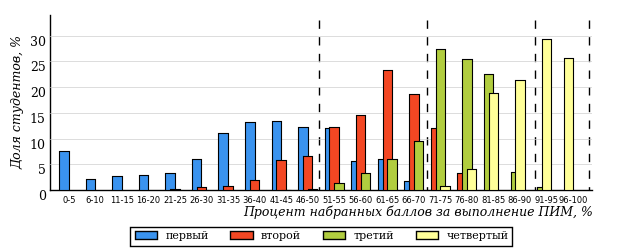 Доля студентов, %
30
25
20
15
10
5
0
0-5 6-10 11-15 16-20 21-25 26-30 31-35 36-40 41-45 46-50 51-55 56-60 61-65 66-70 71-75 76-80 81-85 86-90 91-95 96-100
Процент набранных баллов за выполнение ПИМ, %
первый второй третий четвертый